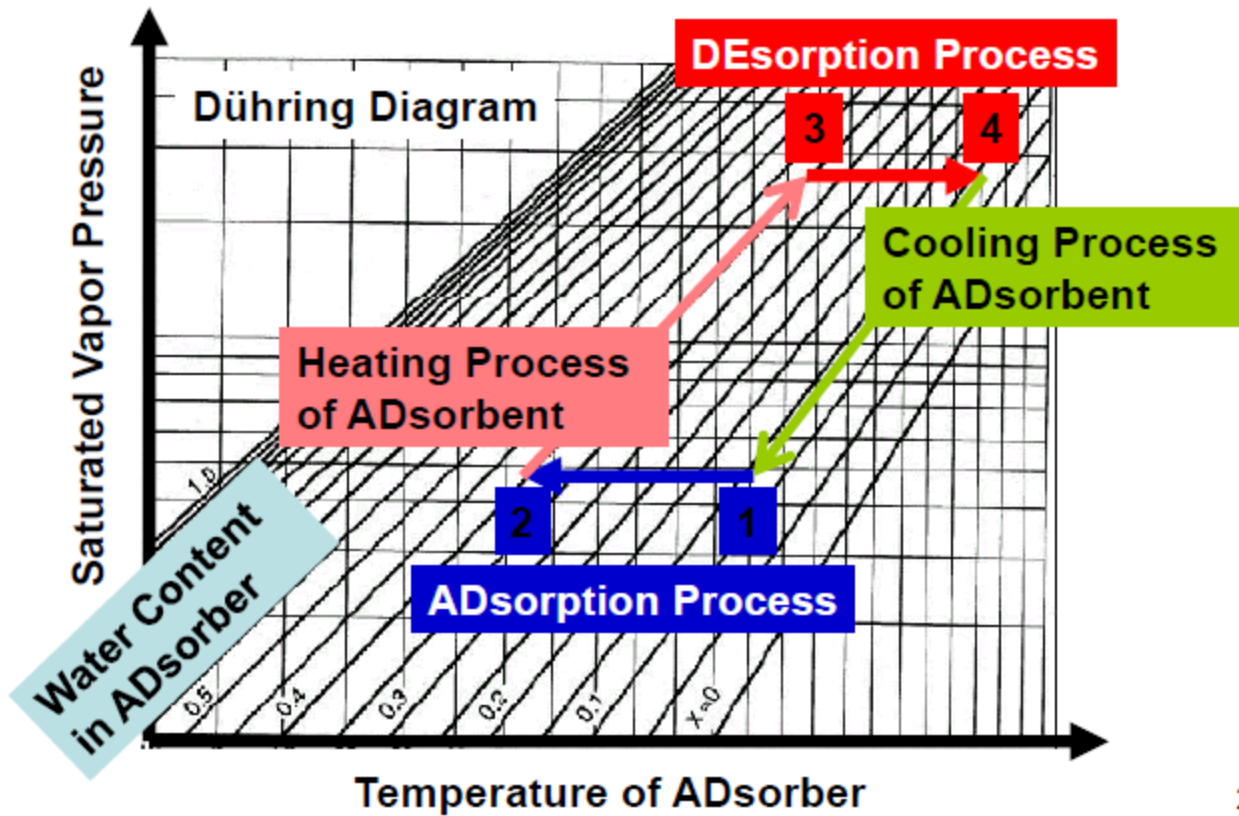 DEsorption Process
Dühring Diagram
3
4
Saturated Vapor Pressure
Cooling Process
of ADsorbent
Heating Process
of ADsorbent
1.0
2
1
ADsorption Process
Water Content
in ADsorber
0.5
0.4
0.3
0.2
0.1
X=0
Temperature of ADsorber